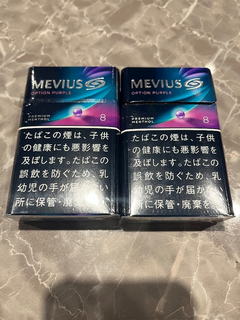 MEVIUS
OPTION PURPLE
PREMIUM
MENTHOL
8
たばこの煙は、子供
の健康にも悪影響を
及ぼします。たばこの
誤飲を防ぐため、乳
幼児の手が届かない
所に保管・廃棄を。
MEVIUS
OPTION PURPLE
PREMIUM
MENTHOL
8
たばこの煙は、子供
の健康にも悪影響を
及ぼします。たばこの
誤飲を防ぐため、乳
幼児の手が届かない
所に保管・廃棄を。